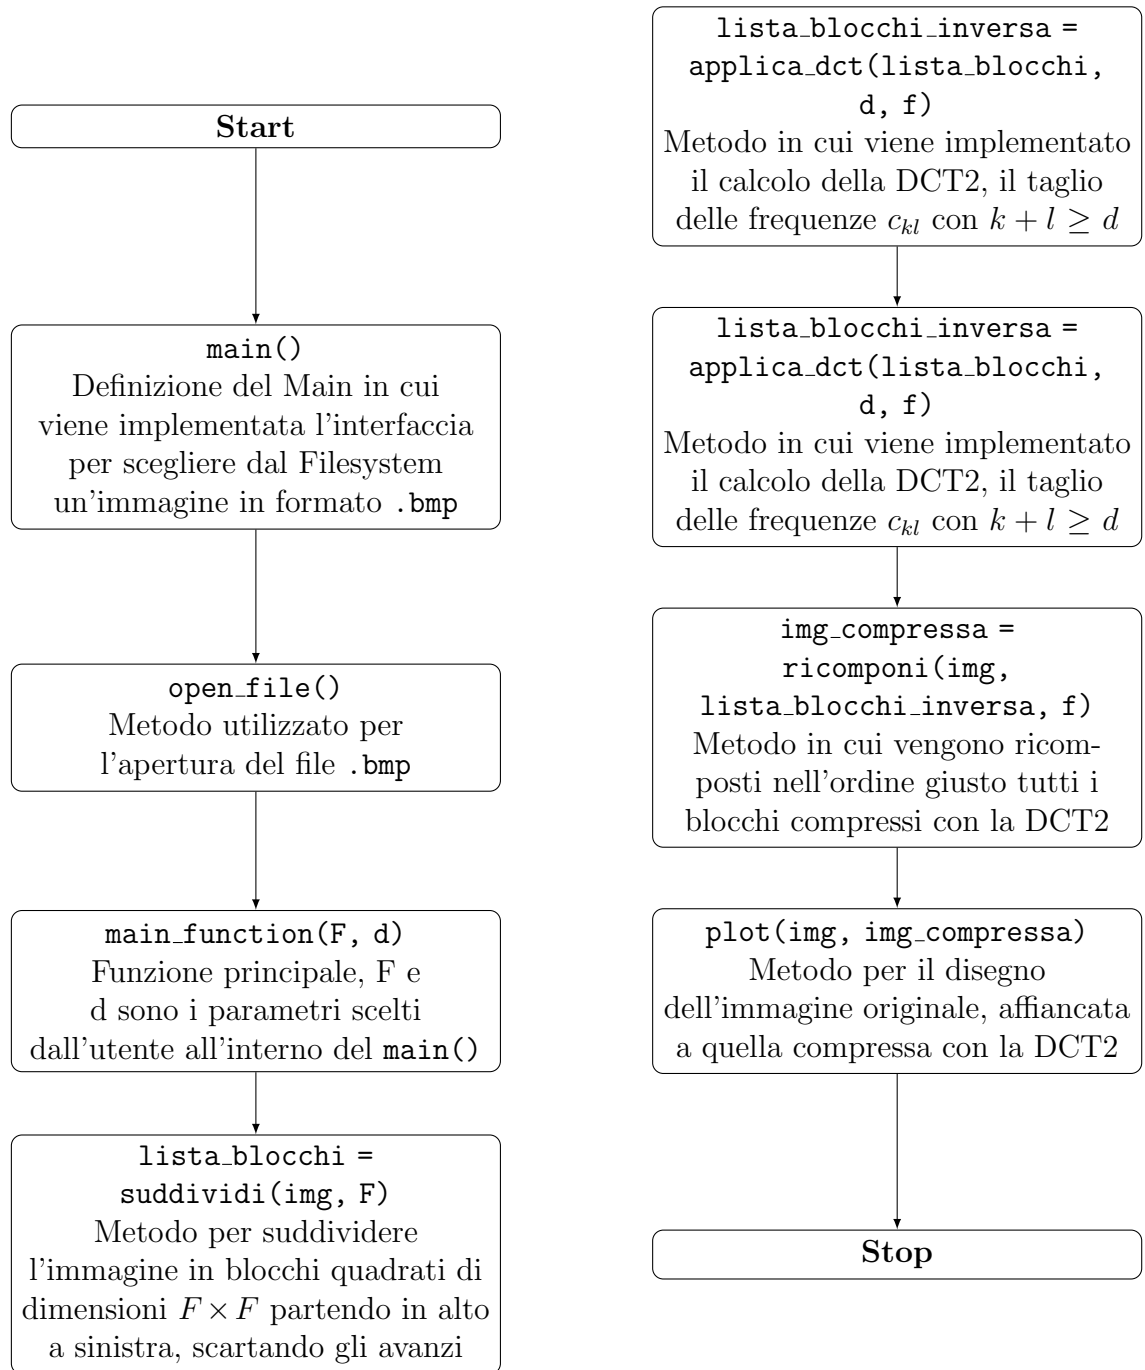 Start
main()
Definizione del Main in cui
viene implementata l'interfaccia
per scegliere dal Filesystem
un'immagine in formato .bmp
open_file()
Metodo utilizzato per
l'apertura del file .bmp
main_function(F, d)
Funzione principale, F e
d sono i parametri scelti
dall'utente all'interno del main()
lista_blocchi =
suddividi(img, F)
Metodo per suddividere
l'immagine in blocchi quadrati di
dimensioni F × F partendo in alto
a sinistra, scartando gli avanzi
lista_blocchi_inversa =
applica_dct(lista_blocchi,
d, f)
Metodo in cui viene implementato
il calcolo della DCT2, il taglio
delle frequenze c_{kl} con k + l ≥ d
lista_blocchi_inversa =
applica_dct(lista_blocchi,
d, f)
Metodo in cui viene implementato
il calcolo della DCT2, il taglio
delle frequenze c_{kl} con k + l ≥ d
img_compressa =
ricomponi(img,
lista_blocchi_inversa, f)
Metodo in cui vengono ricom-
posti nell'ordine giusto tutti i
blocchi compressi con la DCT2
plot(img, img_compressa)
Metodo per il disegno
dell'immagine originale, affiancata
a quella compressa con la DCT2
Stop